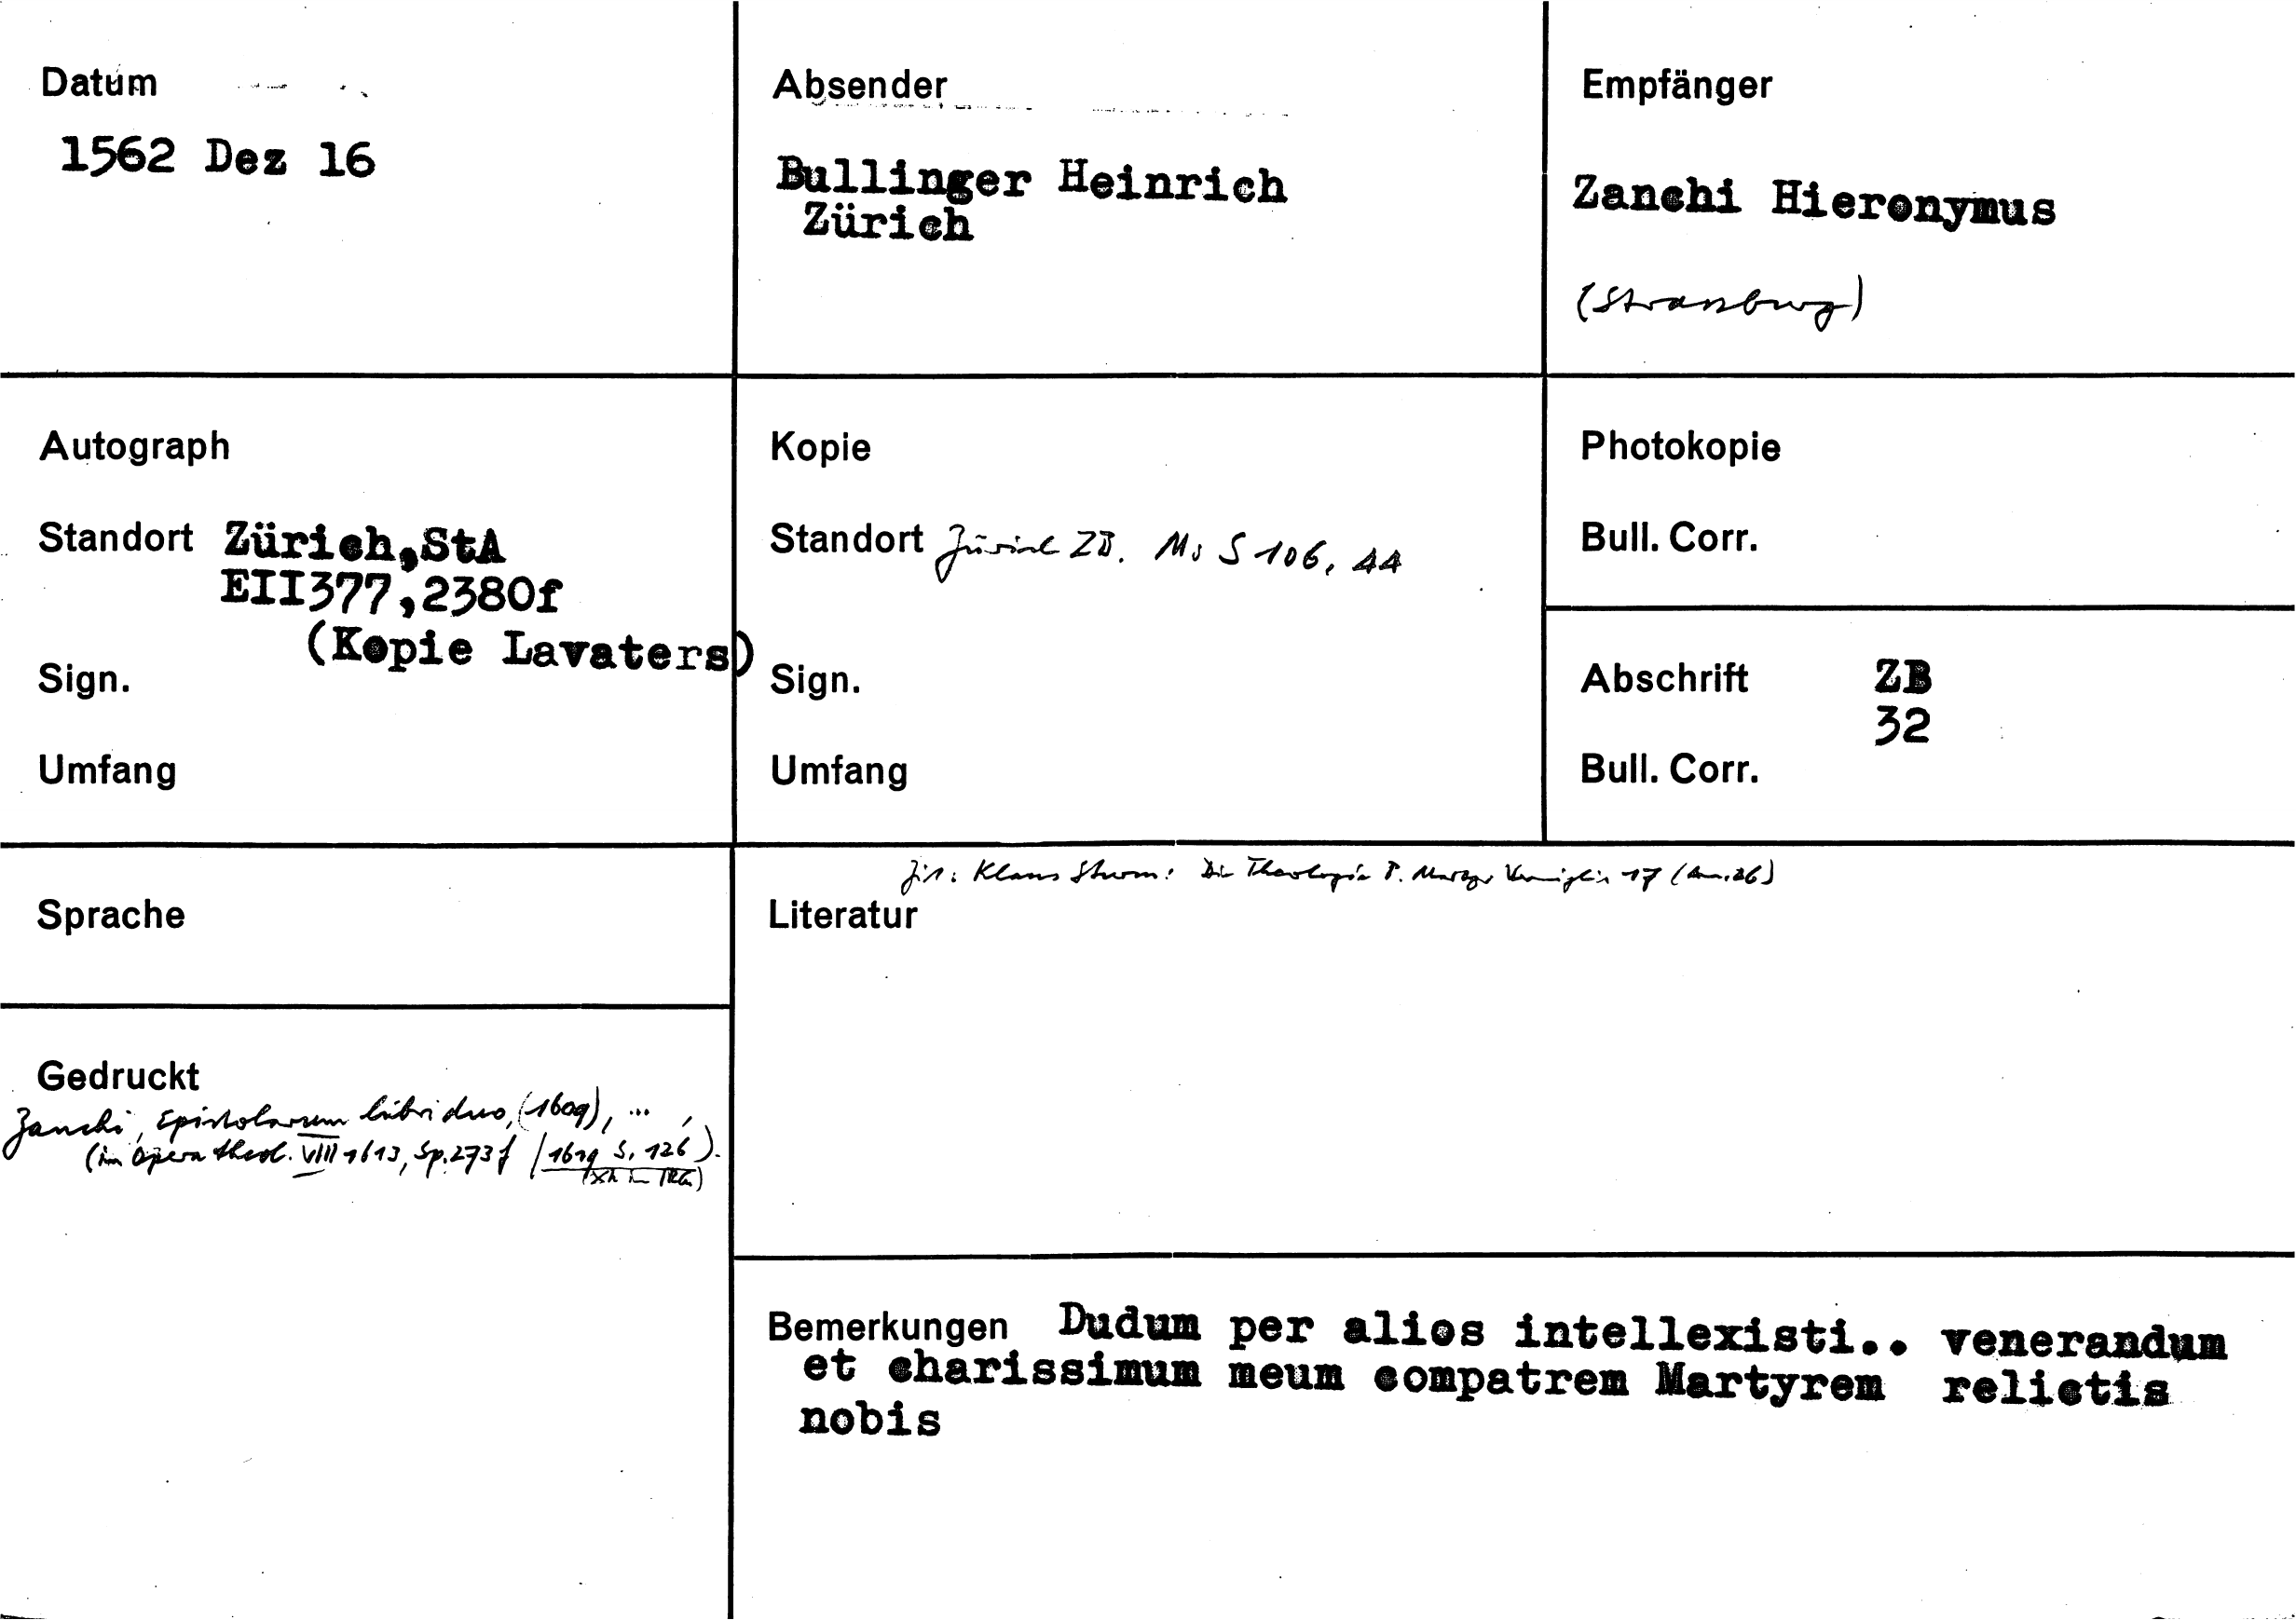 Datum
1562 Dez 16
Absender
Bullinger Heinrich
Zürich
Empfänger
Zanchi Hieronymus
(Strassburg)
Autograph
Standort Zürich,StA
EII377,2380f
(Kopie Lavaters)
Sign.
Umfang
Kopie
Standort Zürich ZB. Ms S 106, 44
Sign.
Umfang
Photokopie
Bull. Corr.
Abschrift ZB
32
Bull. Corr.
Sprache
Zit: Klaus Sturm: Die Theologie P. Martyr Vermiglis 17 (Anm. 26)
Literatur
Gedruckt
Zanchi, Epistolarum libri duo, (1609), ...,
(in Opera theol. VIII 1613, Sp. 273f / 1619 S. 126).
Bemerkungen Dudum per alios intellexisti.. venerandum
et charissimum meum compatrem Martyrem relictis
nobis